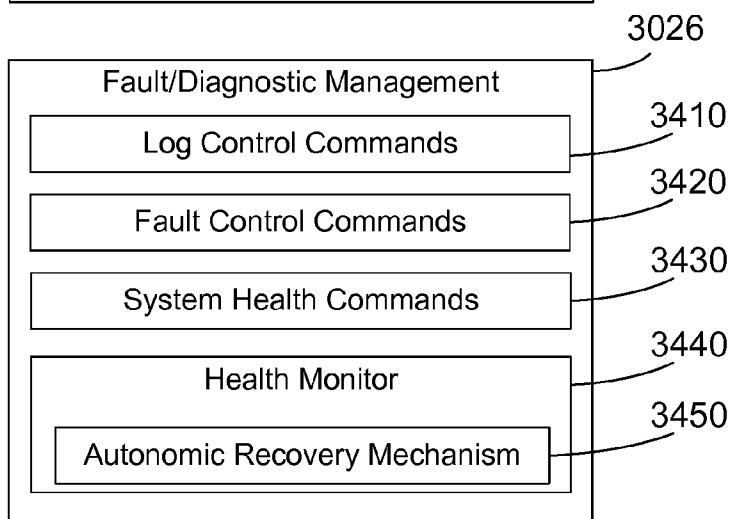 3026
Fault/Diagnostic Management
Log Control Commands
3410
Fault Control Commands
3420
System Health Commands
3430
Health Monitor
3440
Autonomic Recovery Mechanism
3450